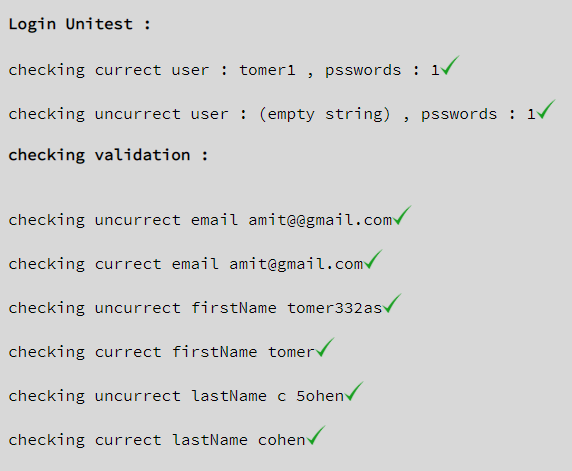 Login Unitest :
checking currect user : tomer1 , psswords : 1✓
checking uncurrect user : (empty string) , psswords : 1✓
checking validation :
checking uncurrect email amit@@gmail.com✓
checking currect email amit@gmail.com✓
checking uncurrect firstName tomer332as✓
checking currect firstName tomer✓
checking uncurrect lastName c 5ohen✓
checking currect lastName cohen✓